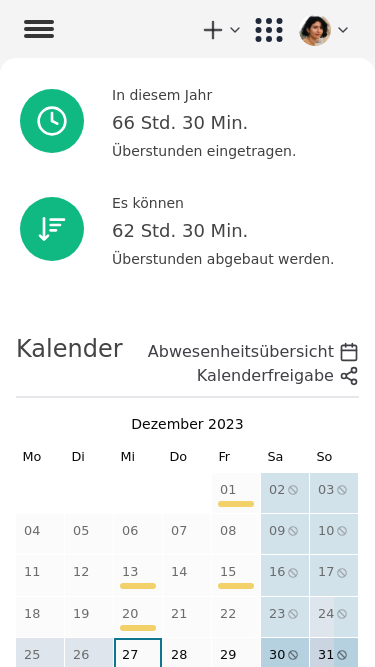 In diesem Jahr
66 Std. 30 Min.
Überstunden eingetragen.
Es können
62 Std. 30 Min.
Überstunden abgebaut werden.
Kalender
Abwesenheitsübersicht
Kalenderfreigabe
Dezember 2023
Mo Di Mi Do Fr Sa So
01 02 03
04 05 06 07 08 09 10
11 12 13 14 15 16 17
18 19 20 21 22 23 24
25 26 27 28 29 30 31